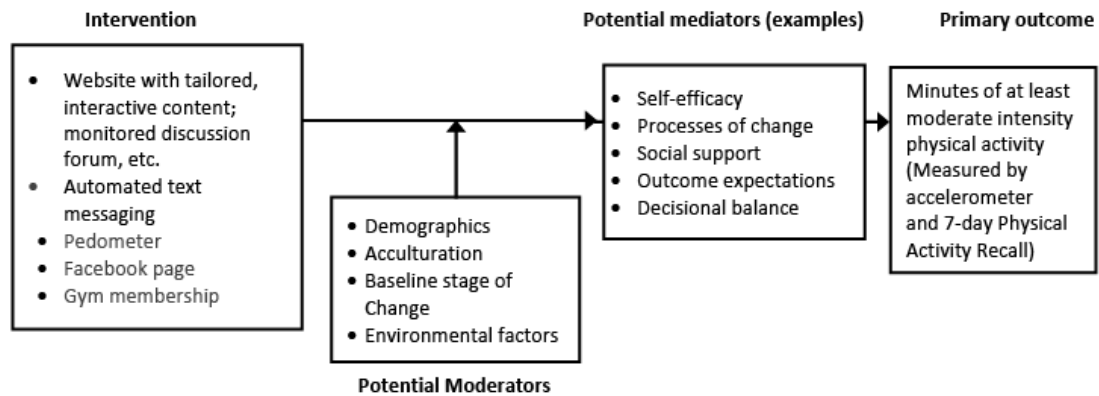 Intervention
• Website with tailored,
interactive content;
monitored discussion
forum, etc.
• Automated text
messaging
• Pedometer
• Facebook page
• Gym membership
• Demographics
• Acculturation
• Baseline stage of
Change
• Environmental factors
Potential Moderators
Potential mediators (examples)
• Self-efficacy
• Processes of change
• Social support
• Outcome expectations
• Decisional balance
Primary outcome
Minutes of at least
moderate intensity
physical activity
(Measured by
accelerometer
and 7-day Physical
Activity Recall)